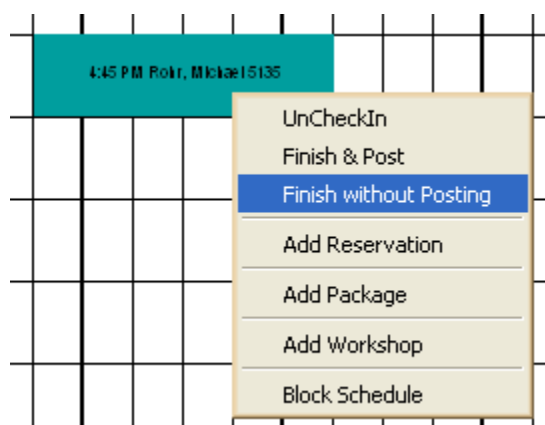 4:45 PM Rohr, Michael 5135
UnCheckIn
Finish & Post
Finish without Posting
Add Reservation
Add Package
Add Workshop
Block Schedule